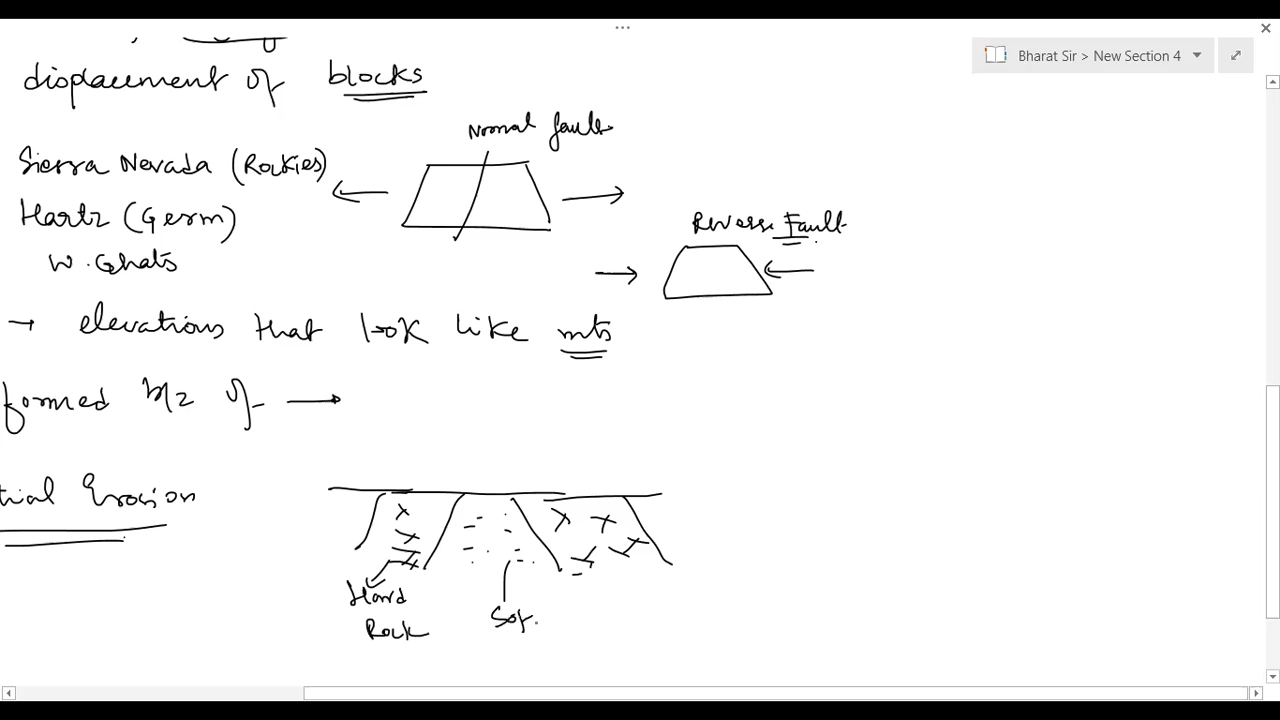 Bharat Sir > New Section 4
displacement of blocks
Normal fault
Sierra Nevada (Rockies)
Hartz (Germ)
Reverse Fault
W. Ghats
→ elevations that look like mts
formed b/z of →
tial Erosion
Hard
Rock
Sof